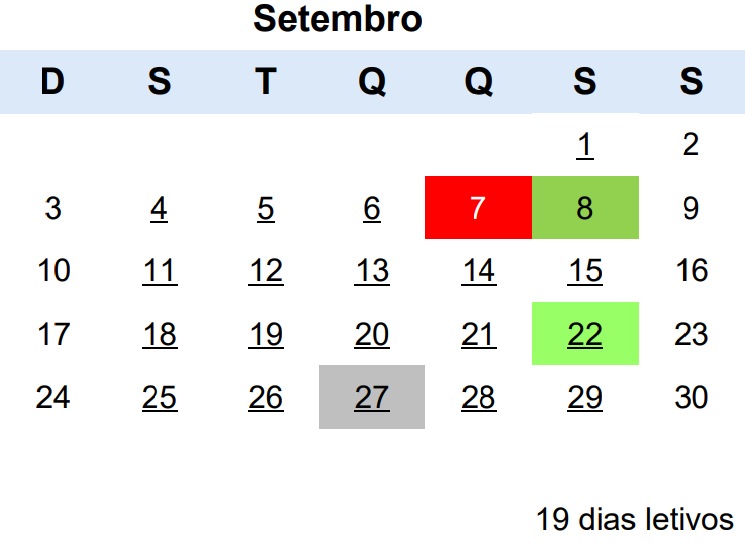 Setembro
D S T Q Q S S
1 2
3 4 5 6 7 8 9
10 11 12 13 14 15 16
17 18 19 20 21 22 23
24 25 26 27 28 29 30
19 dias letivos